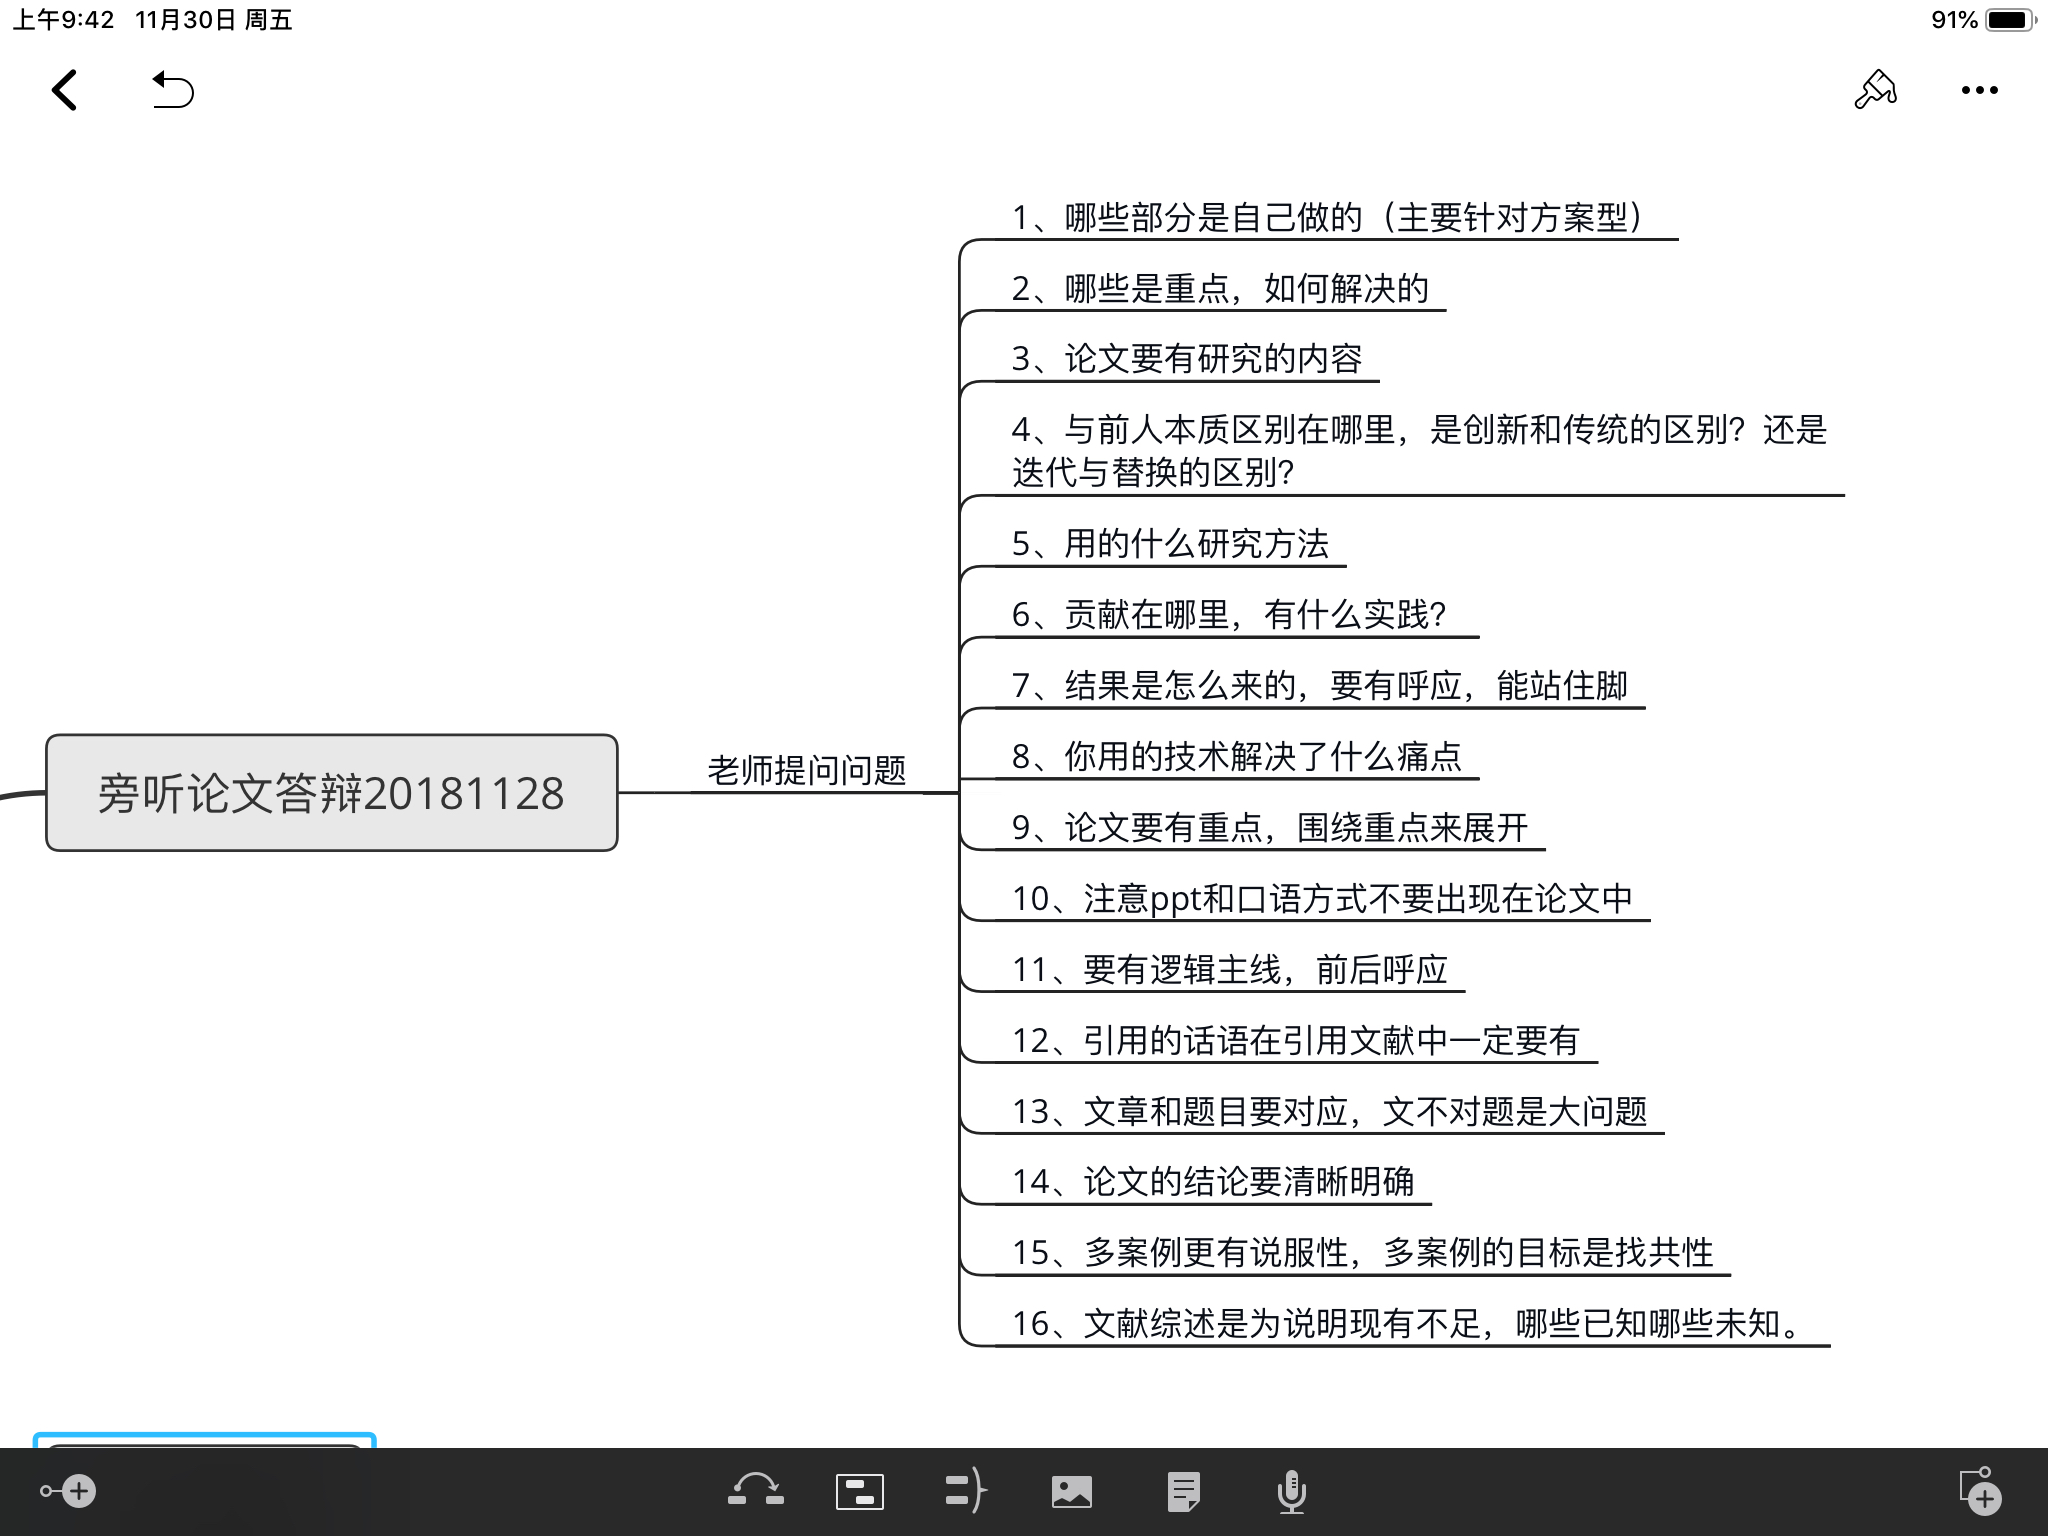 上午9:42 11月30日 周五
91%
1、哪些部分是自己做的（主要针对方案型）
2、哪些是重点，如何解决的
3、论文要有研究的内容
4、与前人本质区别在哪里，是创新和传统的区别？还是
迭代与替换的区别？
5、用的什么研究方法
6、贡献在哪里，有什么实践？
7、结果是怎么来的，要有呼应，能站住脚
8、你用的技术解决了什么痛点
旁听论文答辩20181128
老师提问问题
9、论文要有重点，围绕重点来展开
10、注意ppt和口语方式不要出现在论文中
11、要有逻辑主线，前后呼应
12、引用的话语在引用文献中一定要有
13、文章和题目要对应，文不对题是大问题
14、论文的结论要清晰明确
15、多案例更有说服性，多案例的目标是找共性
16、文献综述是为说明现有不足，哪些已知哪些未知。